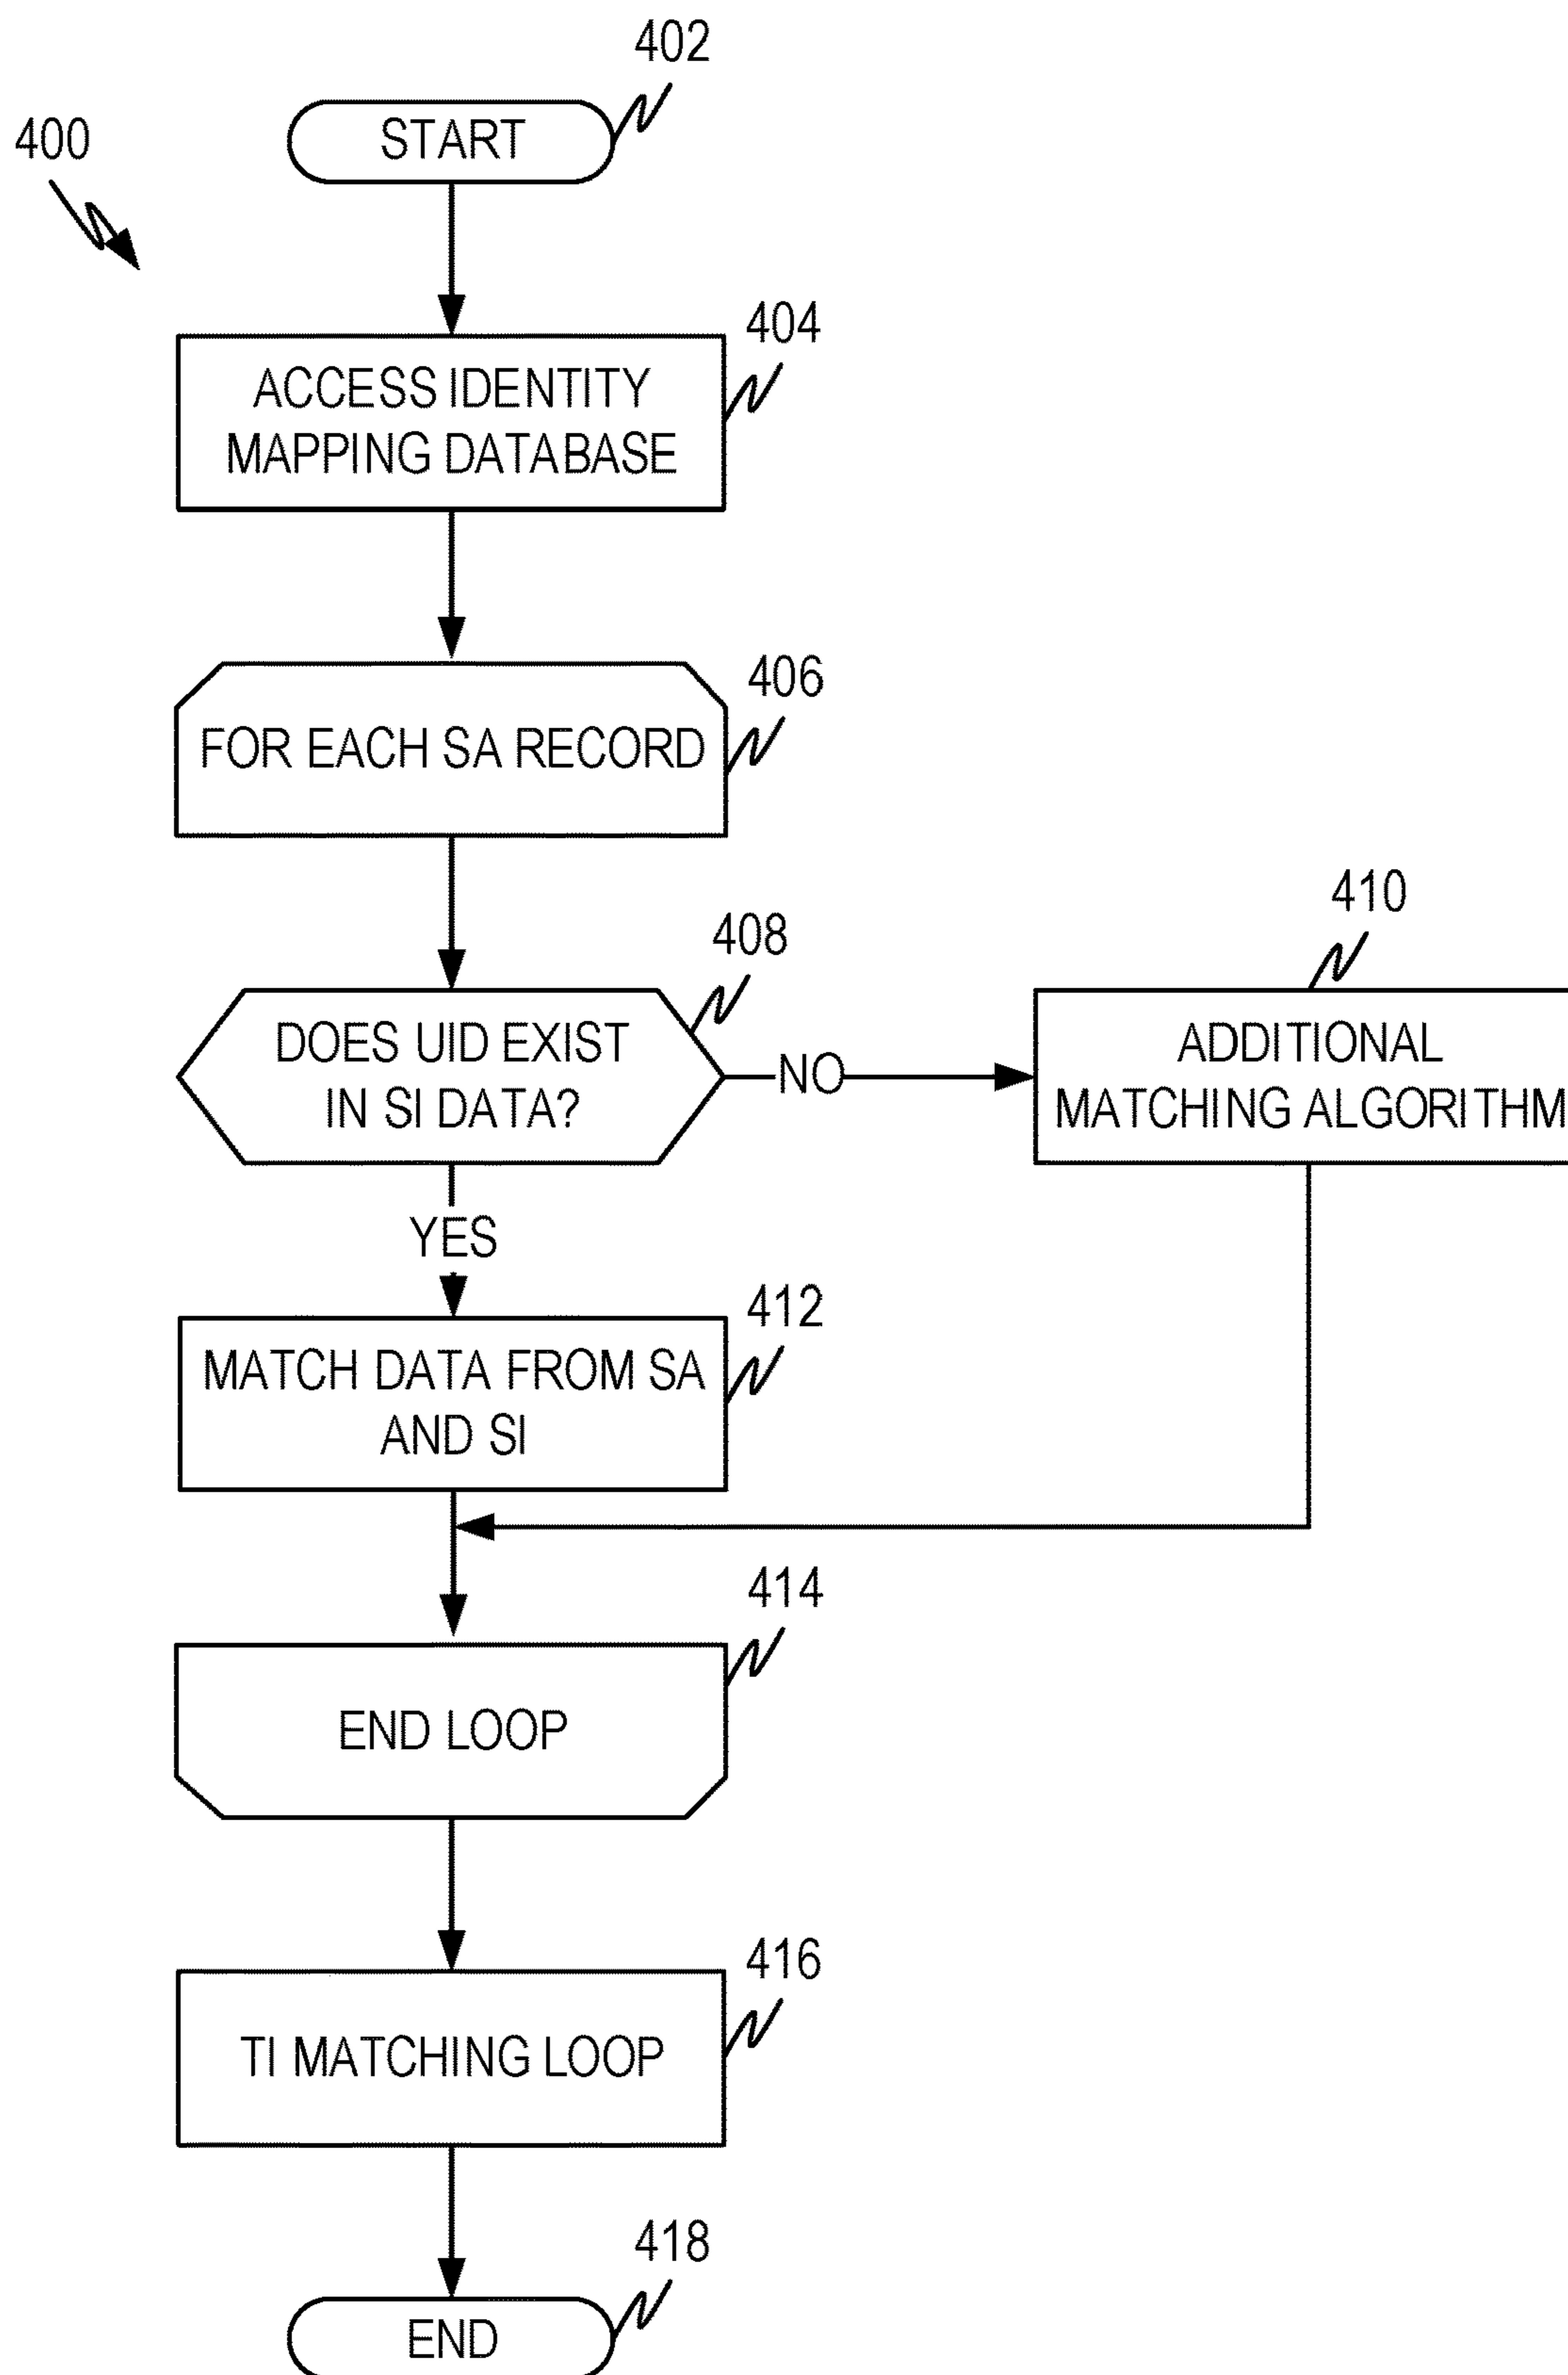 402
START
400
404
ACCESS IDENTITY
MAPPING DATABASE
406
FOR EACH SA RECORD
408
DOES UID EXIST
IN SI DATA?
NO
410
ADDITIONAL
MATCHING ALGORITHM
YES
412
MATCH DATA FROM SA
AND SI
414
END LOOP
416
TI MATCHING LOOP
418
END